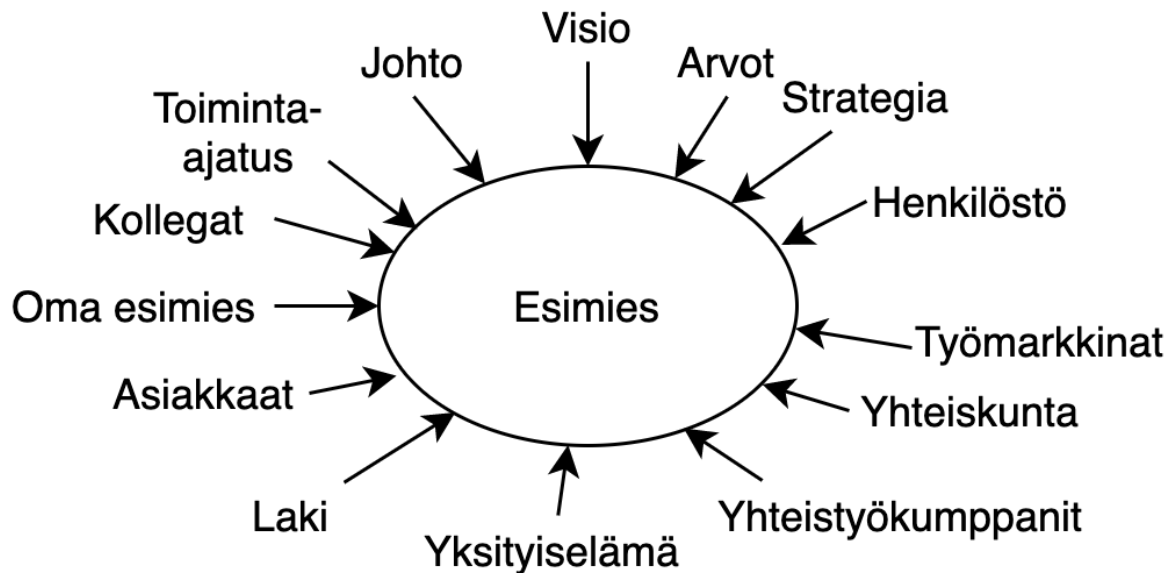 Visio
Johto
Arvot
Strategia
Toiminta-
ajatus
Henkilöstö
Kollegat
Oma esimies
Esimies
Työmarkkinat
Asiakkaat
Yhteiskunta
Laki
Yhteistyökumppanit
Yksityiselämä